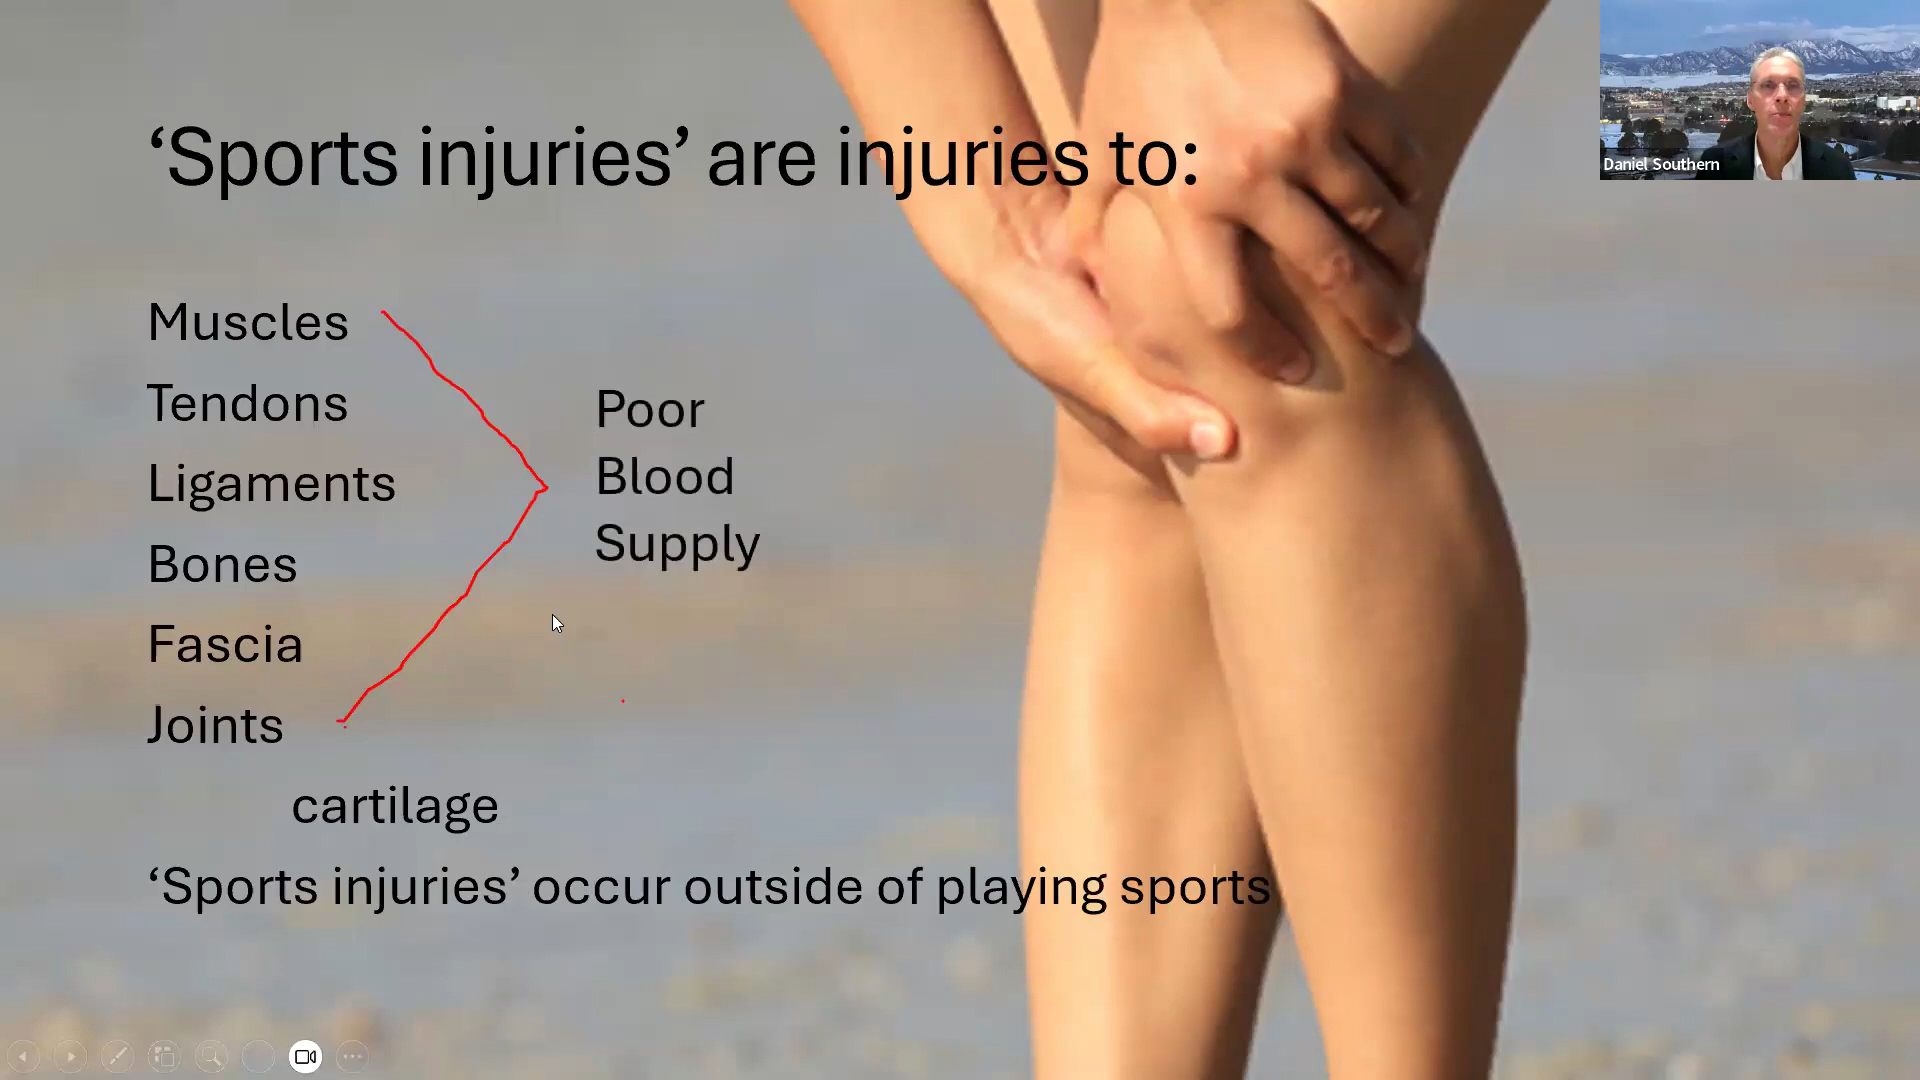 ‘Sports injuries’ are injuries to:
Daniel Southern
Muscles
Tendons
Ligaments
Bones
Fascia
Joints
cartilage
Poor
Blood
Supply
‘Sports injuries’ occur outside of playing sports